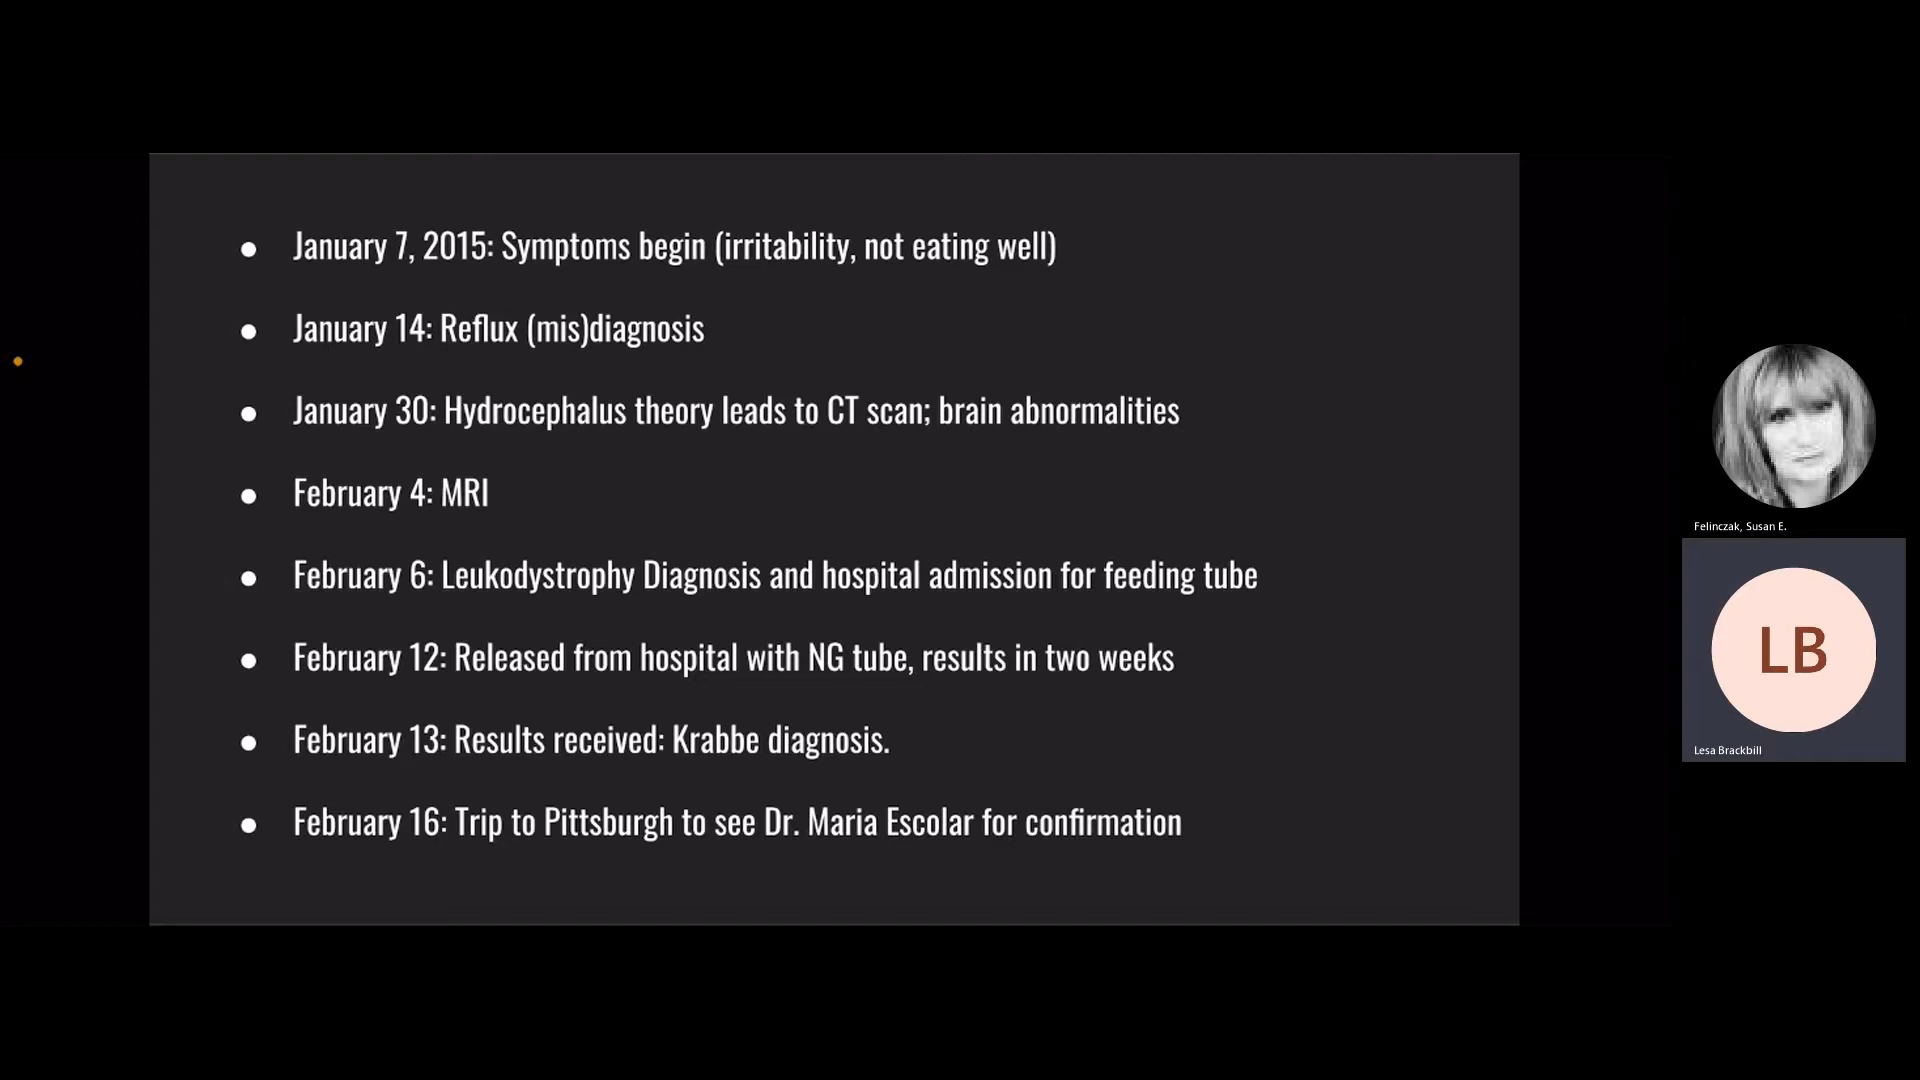 ● January 7, 2015: Symptoms begin (irritability, not eating well)
● January 14: Reflux (mis)diagnosis
● January 30: Hydrocephalus theory leads to CT scan; brain abnormalities
● February 4: MRI
● February 6: Leukodystrophy Diagnosis and hospital admission for feeding tube
● February 12: Released from hospital with NG tube, results in two weeks
● February 13: Results received: Krabbe diagnosis.
● February 16: Trip to Pittsburgh to see Dr. Maria Escolar for confirmation
Felinczak, Susan E.
LB
Lesa Brackbill